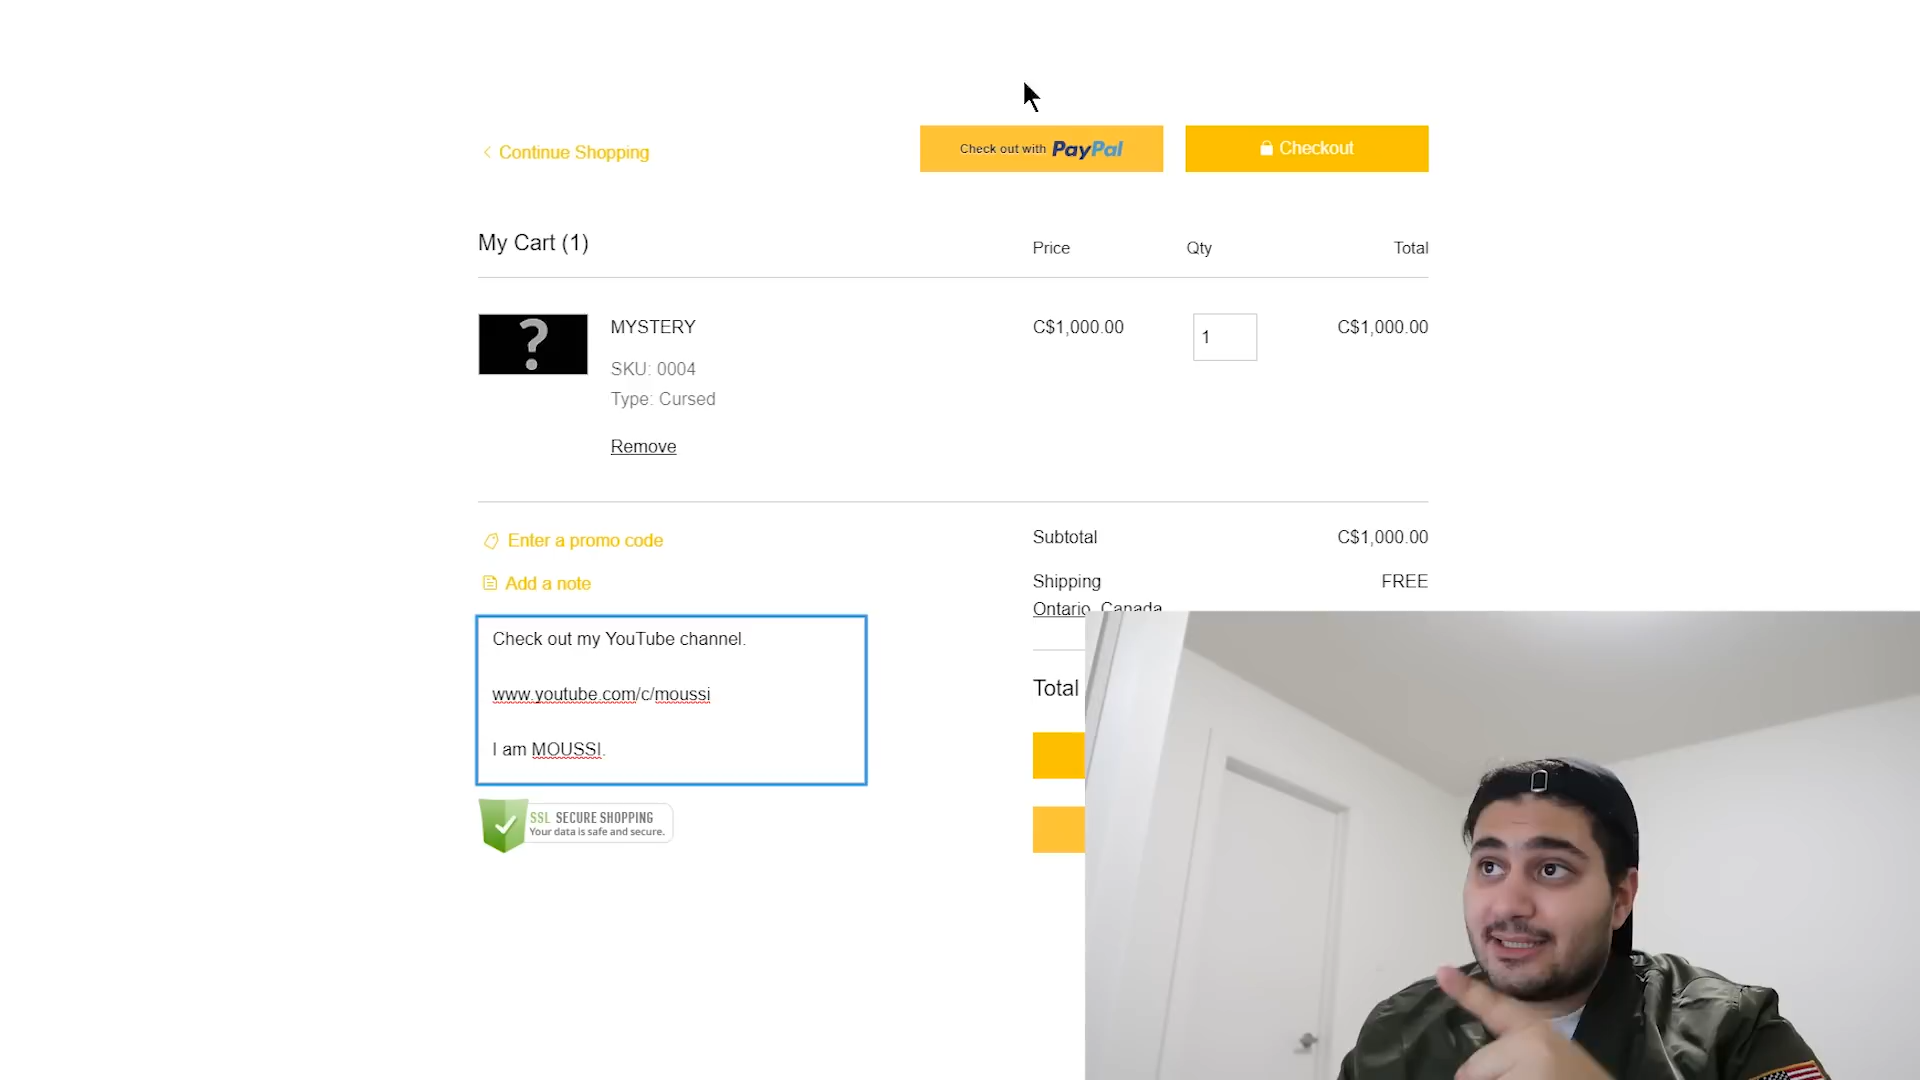 Continue Shopping
Check out with PayPal
Checkout
My Cart (1)
Price
Qty
Total
?
MYSTERY
C$1,000.00
1
C$1,000.00
SKU: 0004
Type: Cursed
Remove
Enter a promo code
Subtotal
C$1,000.00
Add a note
Shipping
FREE
Ontario, Canada
Check out my YouTube channel.
www.youtube.com/c/moussi
I am MOUSSI.
Total
SSL SECURE SHOPPING
Your data is safe and secure.